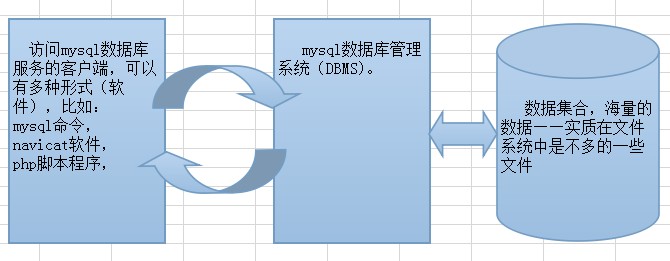 访问mysql数据库
服务的客户端，可以
有多种形式（软
件），比如：
mysql命令，
navicat软件，
php脚本程序，
mysql数据库管理
系统（DBMS）。
数据集合，海量的
数据——实质在文件
系统中是不多的一些
文件